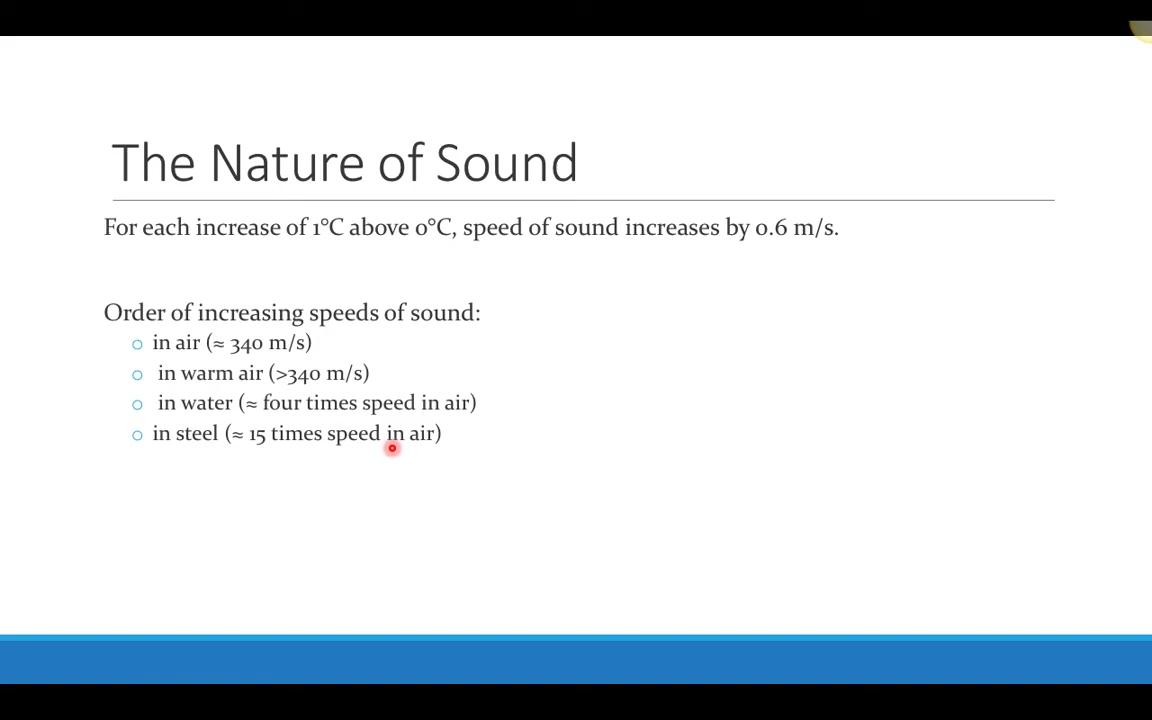 The Nature of Sound
For each increase of 1°C above 0°C, speed of sound increases by 0.6 m/s.
Order of increasing speeds of sound:
in air (≈ 340 m/s)
in warm air (>340 m/s)
in water (≈ four times speed in air)
in steel (≈ 15 times speed in air)